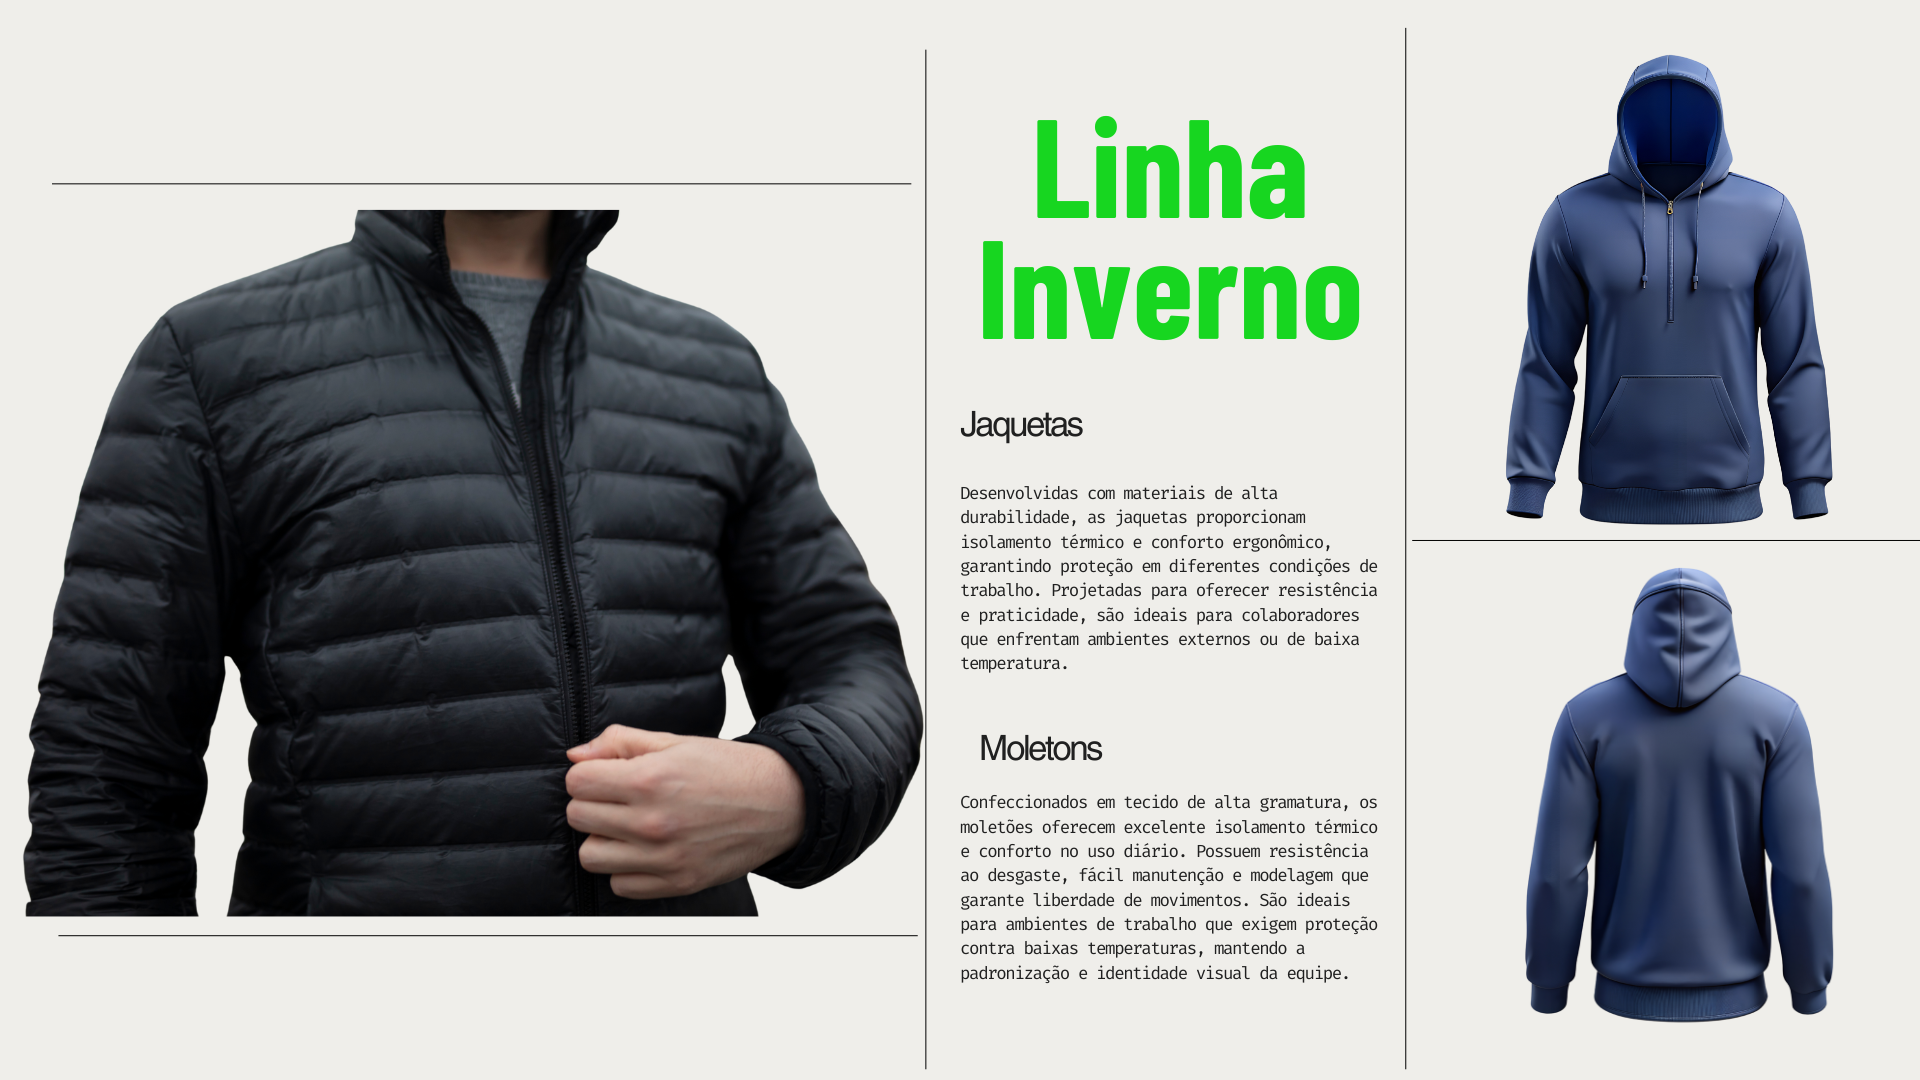 Linha
Inverno
Jaquetas
Desenvolvidas com materiais de alta
durabilidade, as jaquetas proporcionam
isolamento térmico e conforto ergonômico,
garantindo proteção em diferentes condições de
trabalho. Projetadas para oferecer resistência
e praticidade, são ideais para colaboradores
que enfrentam ambientes externos ou de baixa
temperatura.
Moletons
Confeccionados em tecido de alta gramatura, os
moletões oferecem excelente isolamento térmico
e conforto no uso diário. Possuem resistência
ao desgaste, fácil manutenção e modelagem que
garante liberdade de movimentos. São ideais
para ambientes de trabalho que exigem proteção
contra baixas temperaturas, mantendo a
padronização e identidade visual da equipe.